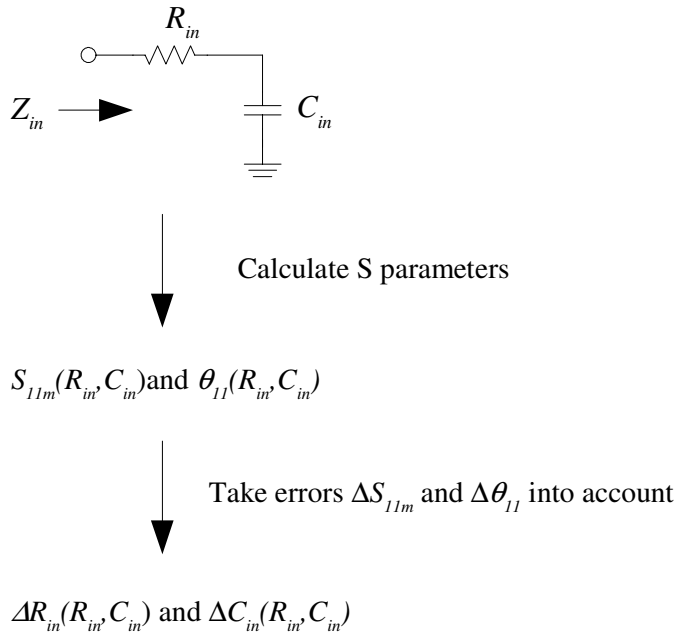 R_in
Z_in
C_in
Calculate S parameters
S_11m(R_in,C_in)and θ_11(R_in,C_in)
Take errors ΔS_11m and Δθ_11 into account
ΔR_in(R_in,C_in) and ΔC_in(R_in,C_in)